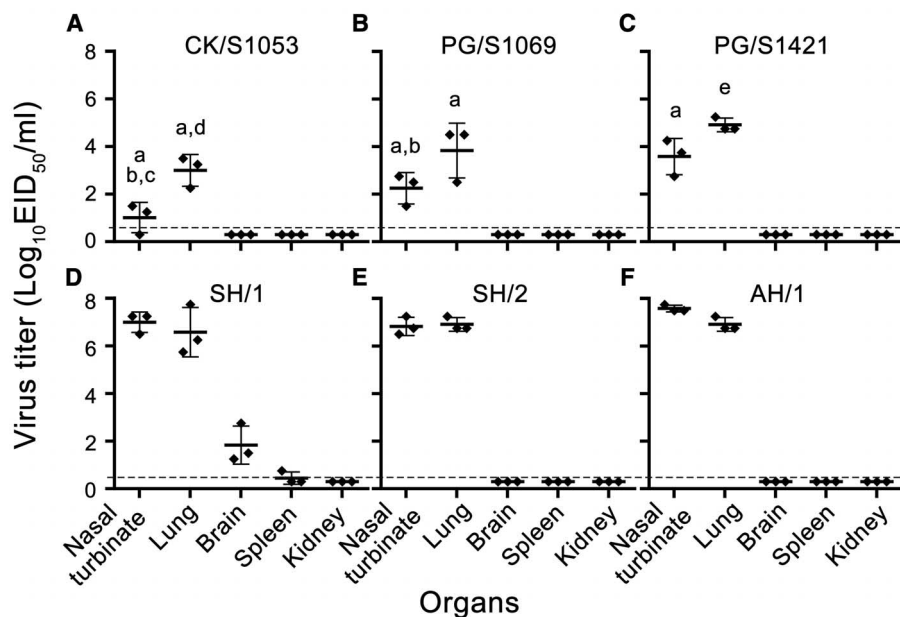 A CK/S1053
B PG/S1069
C PG/S1421
8
6
4
2
0
a
b,c
a,d
a,b
a
a
e
D SH/1
E SH/2
F AH/1
8
6
4
2
0
Virus titer (Log10EID50/ml)
Nasal turbinate Lung Brain Spleen Kidney
Nasal turbinate Lung Brain Spleen Kidney
Nasal turbinate Lung Brain Spleen Kidney
Organs